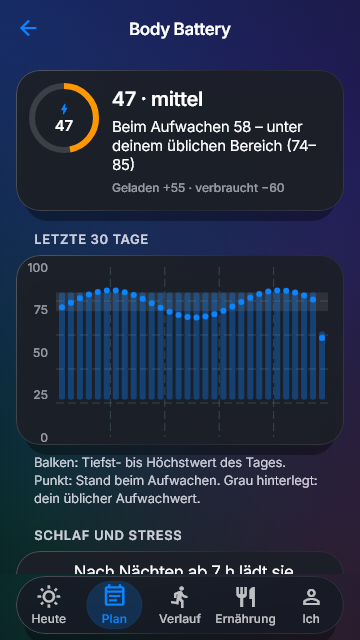 Body Battery
47
47 · mittel
Beim Aufwachen 58 – unter
deinem üblichen Bereich (74–
85)
Geladen +55 · verbraucht −60
LETZTE 30 TAGE
100
75
50
25
0
Balken: Tiefst- bis Höchstwert des Tages.
Punkt: Stand beim Aufwachen. Grau hinterlegt:
dein üblicher Aufwachwert.
SCHLAF UND STRESS
Nach Nächten ab 7 h lädt sie
Heute
Plan
Verlauf
Ernährung
Ich